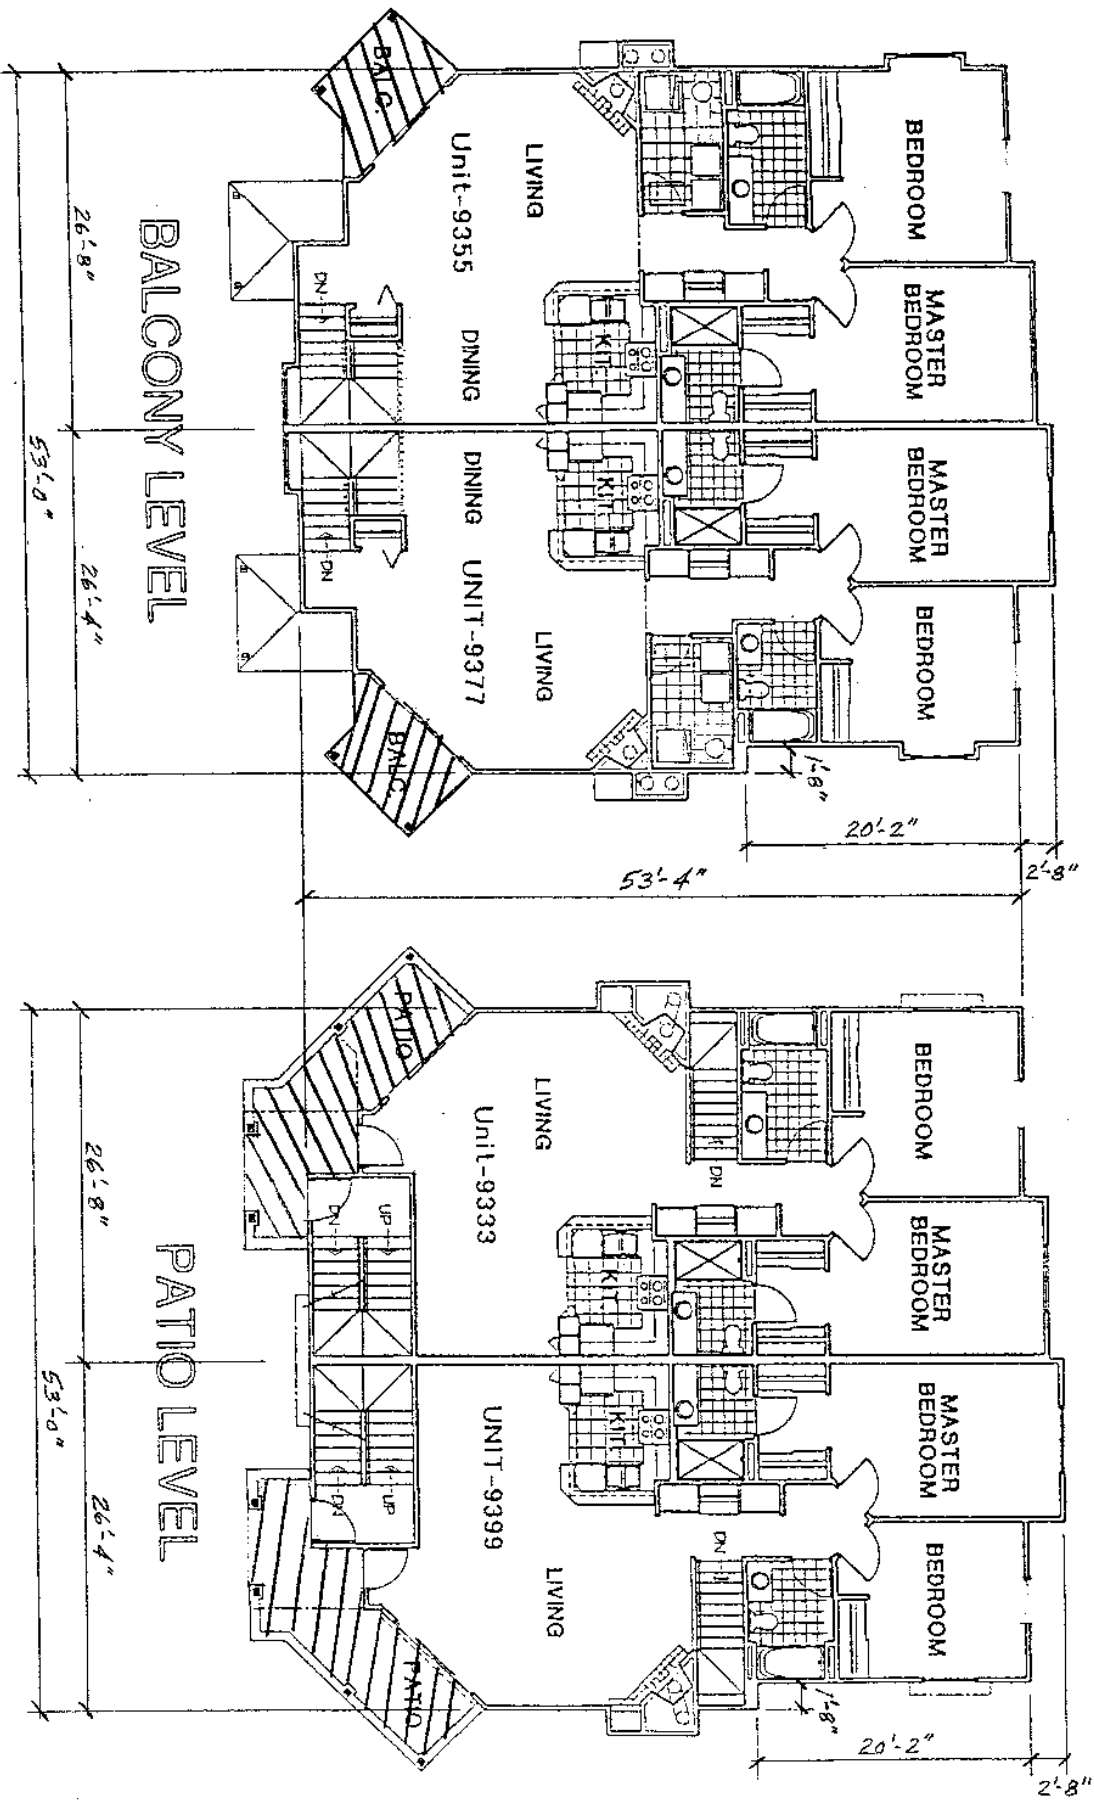 BALC.
BEDROOM
LIVING
Unit-9355
MASTER
BEDROOM
26'-8"
DN
KIT
DINING
BALCONY LEVEL
53'-0"
DINING
KIT
MASTER
BEDROOM
26'-4"
DN
UNIT-9377
LIVING
BEDROOM
BALC.
1'-8"
20'-2"
2'-8"
53'-4"
PATIO
BEDROOM
LIVING
Unit-9333
DN
26'-8"
DN
UP
KIT
MASTER
BEDROOM
PATIO LEVEL
53'-0"
KIT
MASTER
BEDROOM
UNIT-9399
DN
UP
26'-4"
DN
LIVING
BEDROOM
PATIO
1'-8"
20'-2"
2'-8"